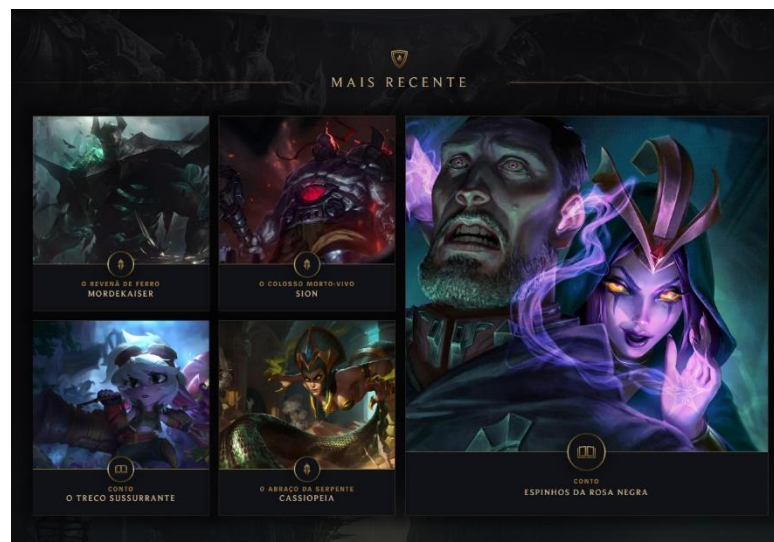 MAIS RECENTE
O REVENÃ DE FERRO
MORDEKAISER
O COLOSSO MORTO-VIVO
SION
CONTO
O TRECO SUSSURRANTE
O ABRAÇO DA SERPENTE
CASSIOPEIA
CONTO
ESPINHOS DA ROSA NEGRA